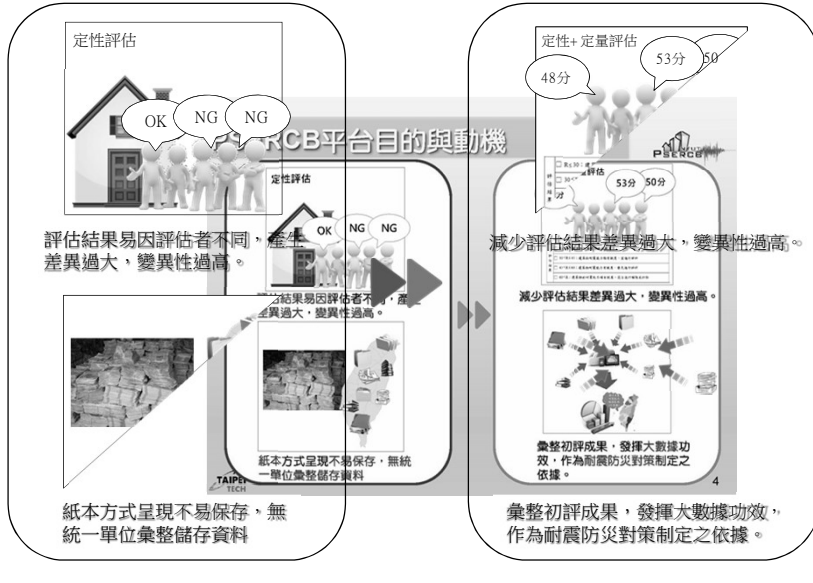 定性評估
OK
NG
NG
評估結果易因評估者不同，產生
差異過大，變異性過高。
紙本方式呈現不易保存，無
統一單位彙整儲存資料
定性+ 定量評估
48分
53分
50
減少評估結果差異過大，變異性過高。
彙整初評成果，發揮大數據功效，
作為耐震防災對策制定之依據。
RCB平台目的與動機
PSERCB
定性評估
OK
NG
NG
評估結果易因評估者不同，產生
差異過大，變異性過高。
紙本方式呈現不易保存，無統
一單位彙整儲存資料
TAIPEI
TECH
53分
50分
減少評估結果差異過大，變異性過高。
彙整初評成果，發揮大數據功
效，作為耐震防災對策制定之
依據。
4